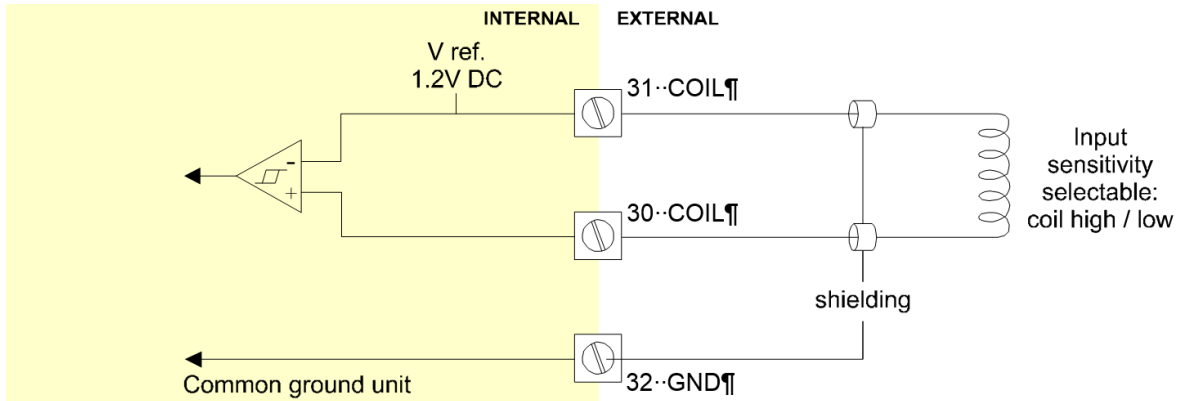 INTERNAL EXTERNAL
V ref.
1.2V DC
31··COIL¶
-
+
30··COIL¶
Input
sensitivity
selectable:
coil high / low
shielding
Common ground unit
32··GND¶